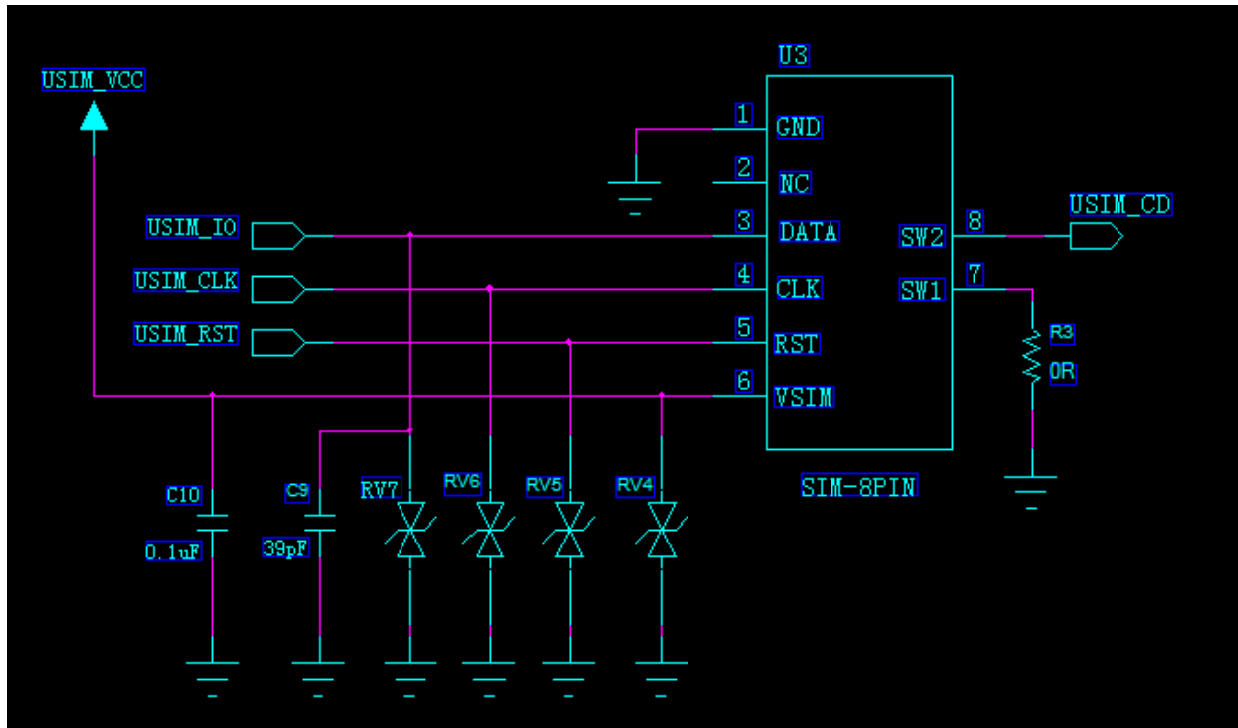 U3
USIM_VCC
1
GND
2
NC
USIM_IO
3
DATA
SW2
8
USIM_CD
USIM_CLK
4
CLK
SW1
7
USIM_RST
5
RST
R3
0R
6
VSIM
C10
0.1uF
C9
39pF
RV7
RV6
RV5
RV4
SIM-8PIN